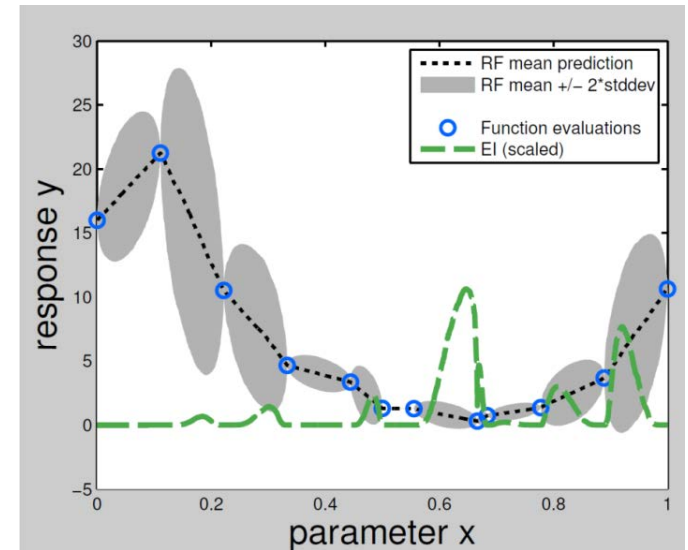 30
25
20
15
10
5
0
−5
response y
RF mean prediction
RF mean +/− 2*stddev
Function evaluations
EI (scaled)
0 0.2 0.4 0.6 0.8 1
parameter x